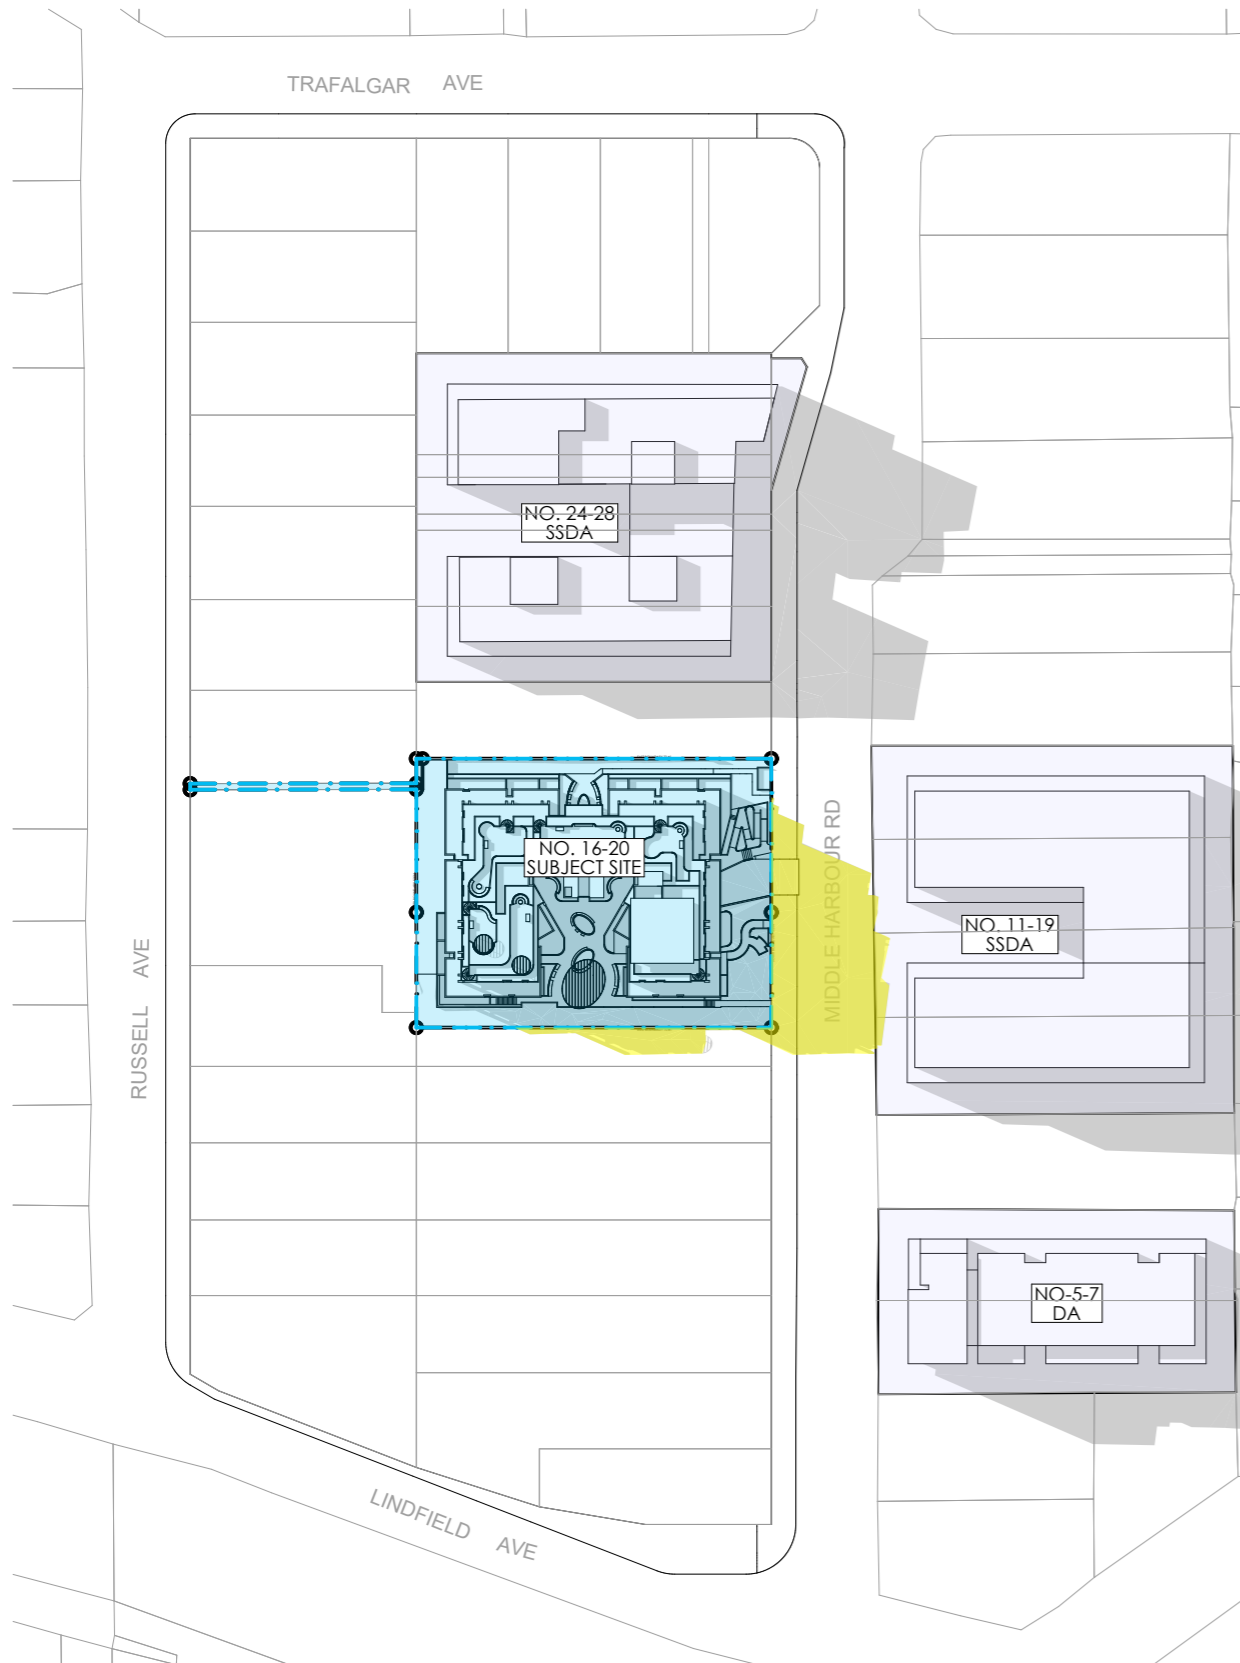 TRAFALGAR AVE
NO. 24-28
SSDA
NO. 16-20
SUBJECT SITE
MIDDLE HARBOUR RD
NO. 11-19
SSDA
RUSSELL AVE
NO-5-7
DA
LINDFIELD AVE